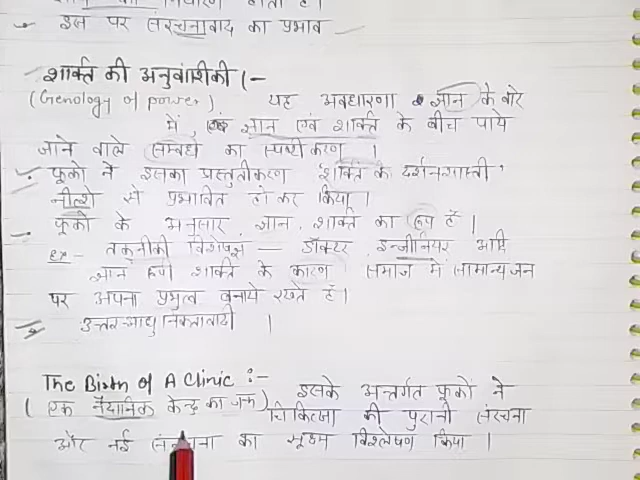 इस पर संरचनावाद का प्रभाव
शक्ति की अनुवांशीकी (-
(Genology of power) यह अवधारणा ज्ञान के बारे
में, एवं ज्ञान एवं शक्ति के बीच पाये
जाने वाले सम्बंधो का स्पष्टीकरण ।
फूको ने इसका प्रस्तुतीकरण 'शक्ति के दर्शनशास्त्री'
नीत्शे से प्रभावित हो कर किया।
फूको के अनुसार ज्ञान, शक्ति का रूप है।
ex- तकनीकी विशेषज्ञ — डॉक्टर, इन्जीनियर आदि
ज्ञान रूपी शक्ति के कारण समाज में सामान्य जन
पर अपना प्रभुत्व बनाये रखते हैं।
उत्तर-आधुनिकतावादी ।
The Birth of A Clinic :- इसके अन्तर्गत फूको ने
( एक नैदानिक केन्द्र का जन्म) चिकित्सा की पुरानी संरचना
और नई का सूक्ष्म विश्लेषण किया ।